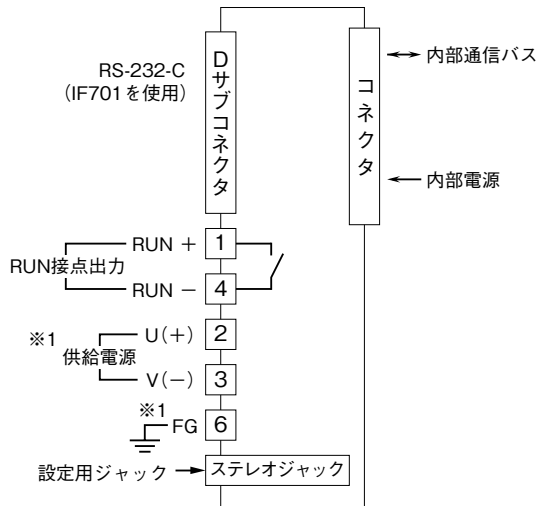 RS-232-C
（IF701を使用）
Dサブコネクタ
コネクタ
内部通信バス
内部電源
RUN +
1
RUN接点出力
RUN −
4
※1
供給電源
U（+）
2
V（−）
3
※1
FG
6
設定用ジャック
ステレオジャック